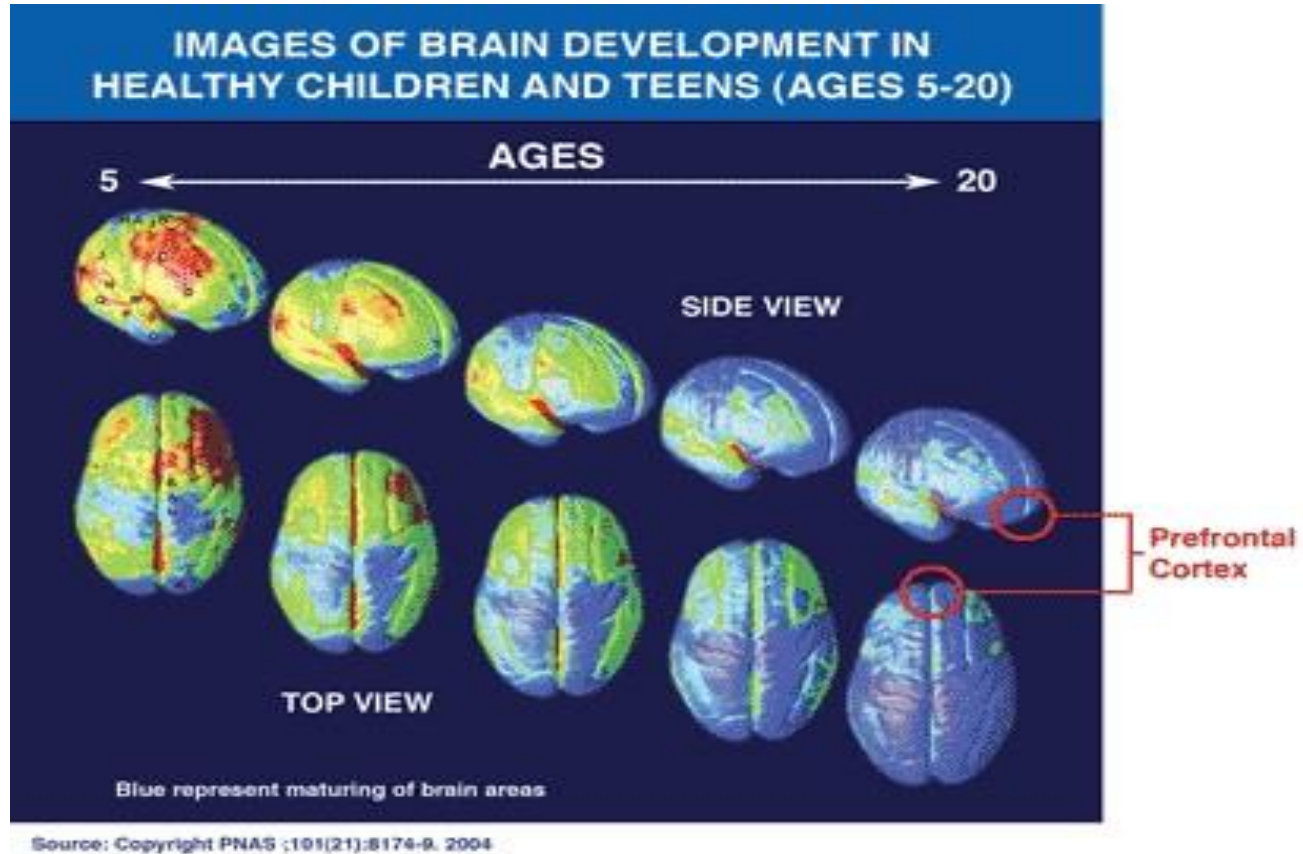 IMAGES OF BRAIN DEVELOPMENT IN
HEALTHY CHILDREN AND TEENS (AGES 5-20)
AGES
5
20
SIDE VIEW
Prefrontal
Cortex
TOP VIEW
Blue represent maturing of brain areas
Source: Copyright PNAS ;101(21):8174-9. 2004